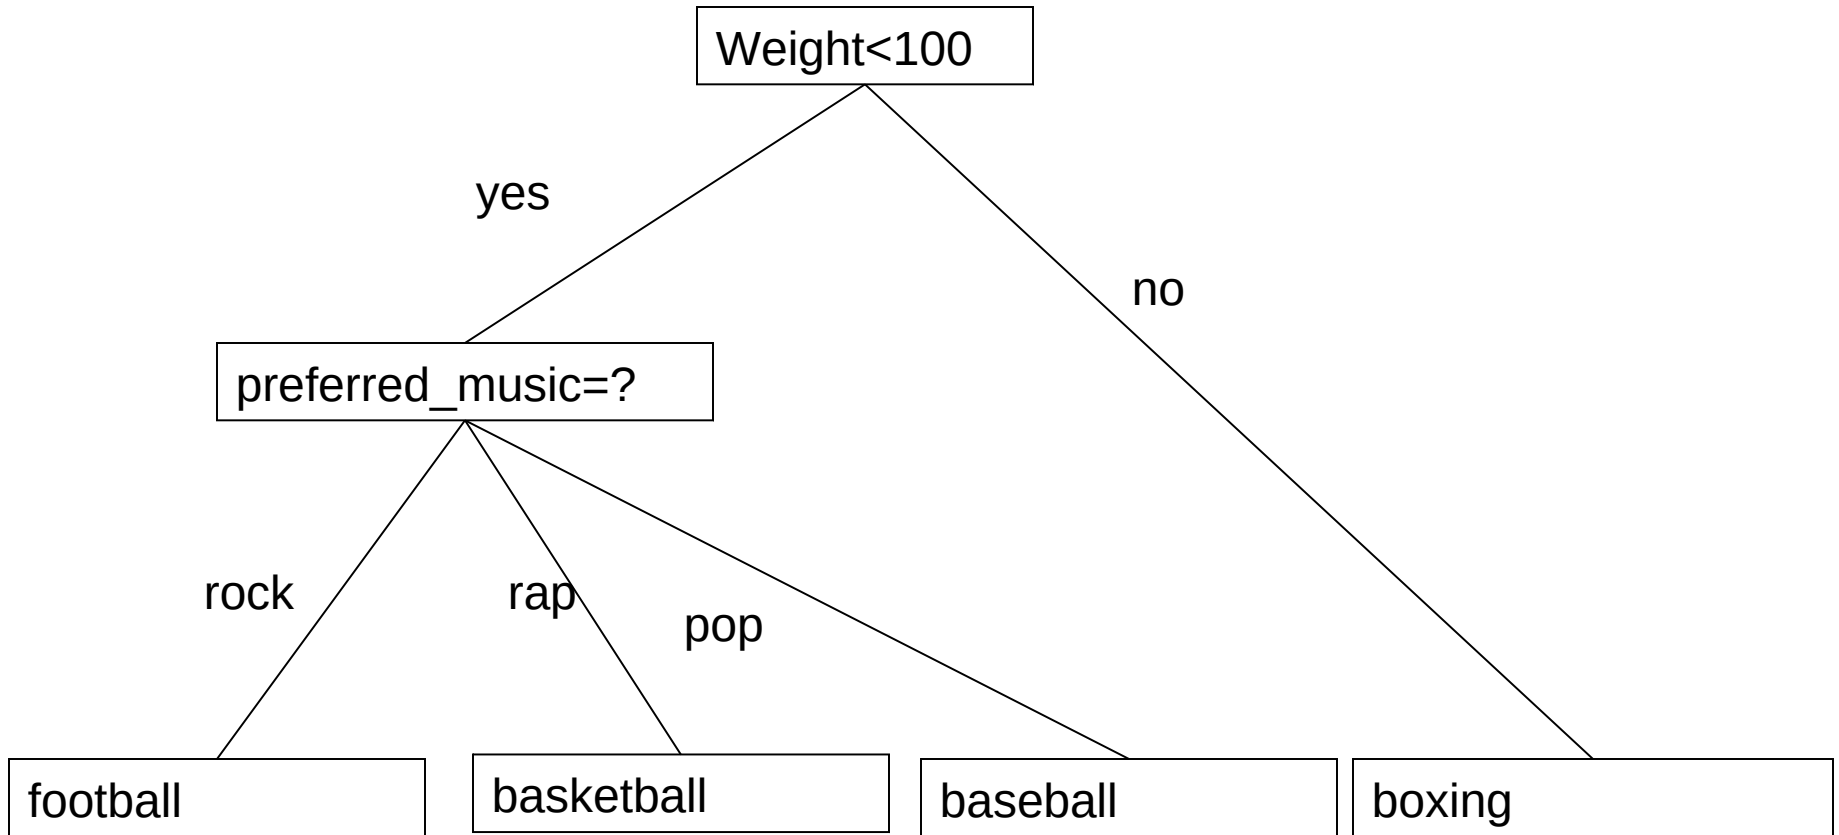 Weight<100
yes
no
preferred_music=?
rock
rap
pop
football
basketball
baseball
boxing